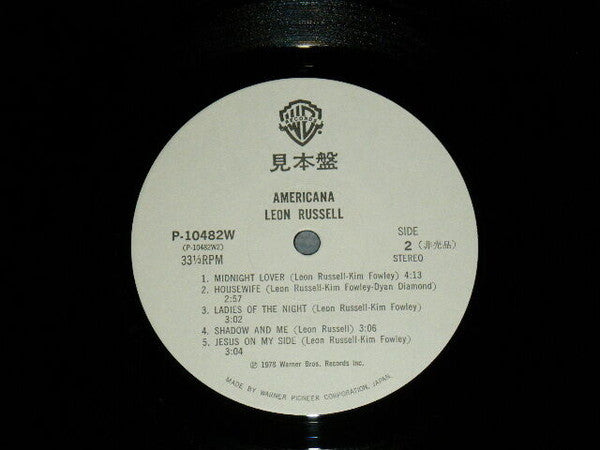 RECORDS
見本盤
AMERICANA
LEON RUSSELL
P-10482W
(P-10482W2)
33⅓RPM
SIDE
2 (非売品)
STEREO
1. MIDNIGHT LOVER (Leon Russell-Kim Fowley) 4:13
2. HOUSEWIFE (Leon Russell-Kim Fowley-Dyan Diamond)
2:57
3. LADIES OF THE NIGHT (Leon Russell-Kim Fowley)
3:02
4. SHADOW AND ME (Leon Russell) 3:06
5. JESUS ON MY SIDE (Leon Russell-Kim Fowley)
3:04
℗ 1978 Warner Bros. Records Inc.
MADE BY WARNER PIONEER CORPORATION, JAPAN.